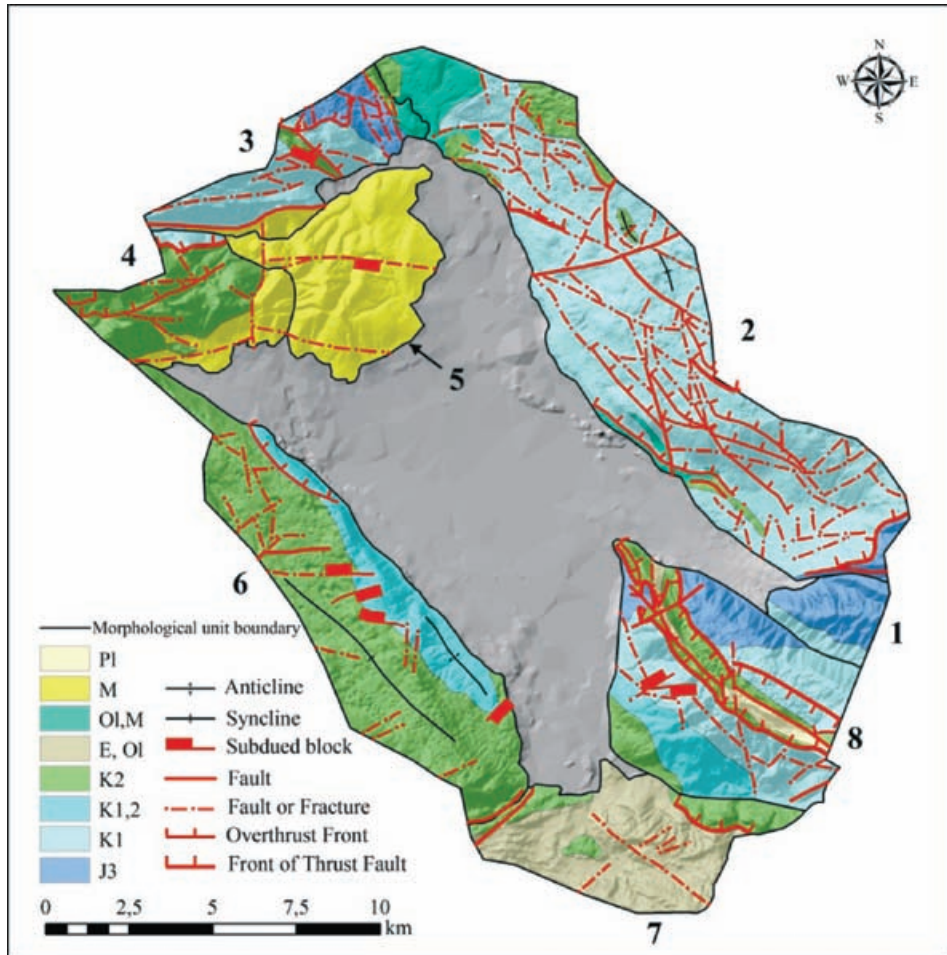 N
W E
S
3
4
2
5
6
1
8
7
Morphological unit boundary
Pl
M
Ol,M
E, Ol
K2
K1,2
K1
J3
Anticline
Syncline
Subdued block
Fault
Fault or Fracture
Overthrust Front
Front of Thrust Fault
0 2,5 5 7,5 10
km